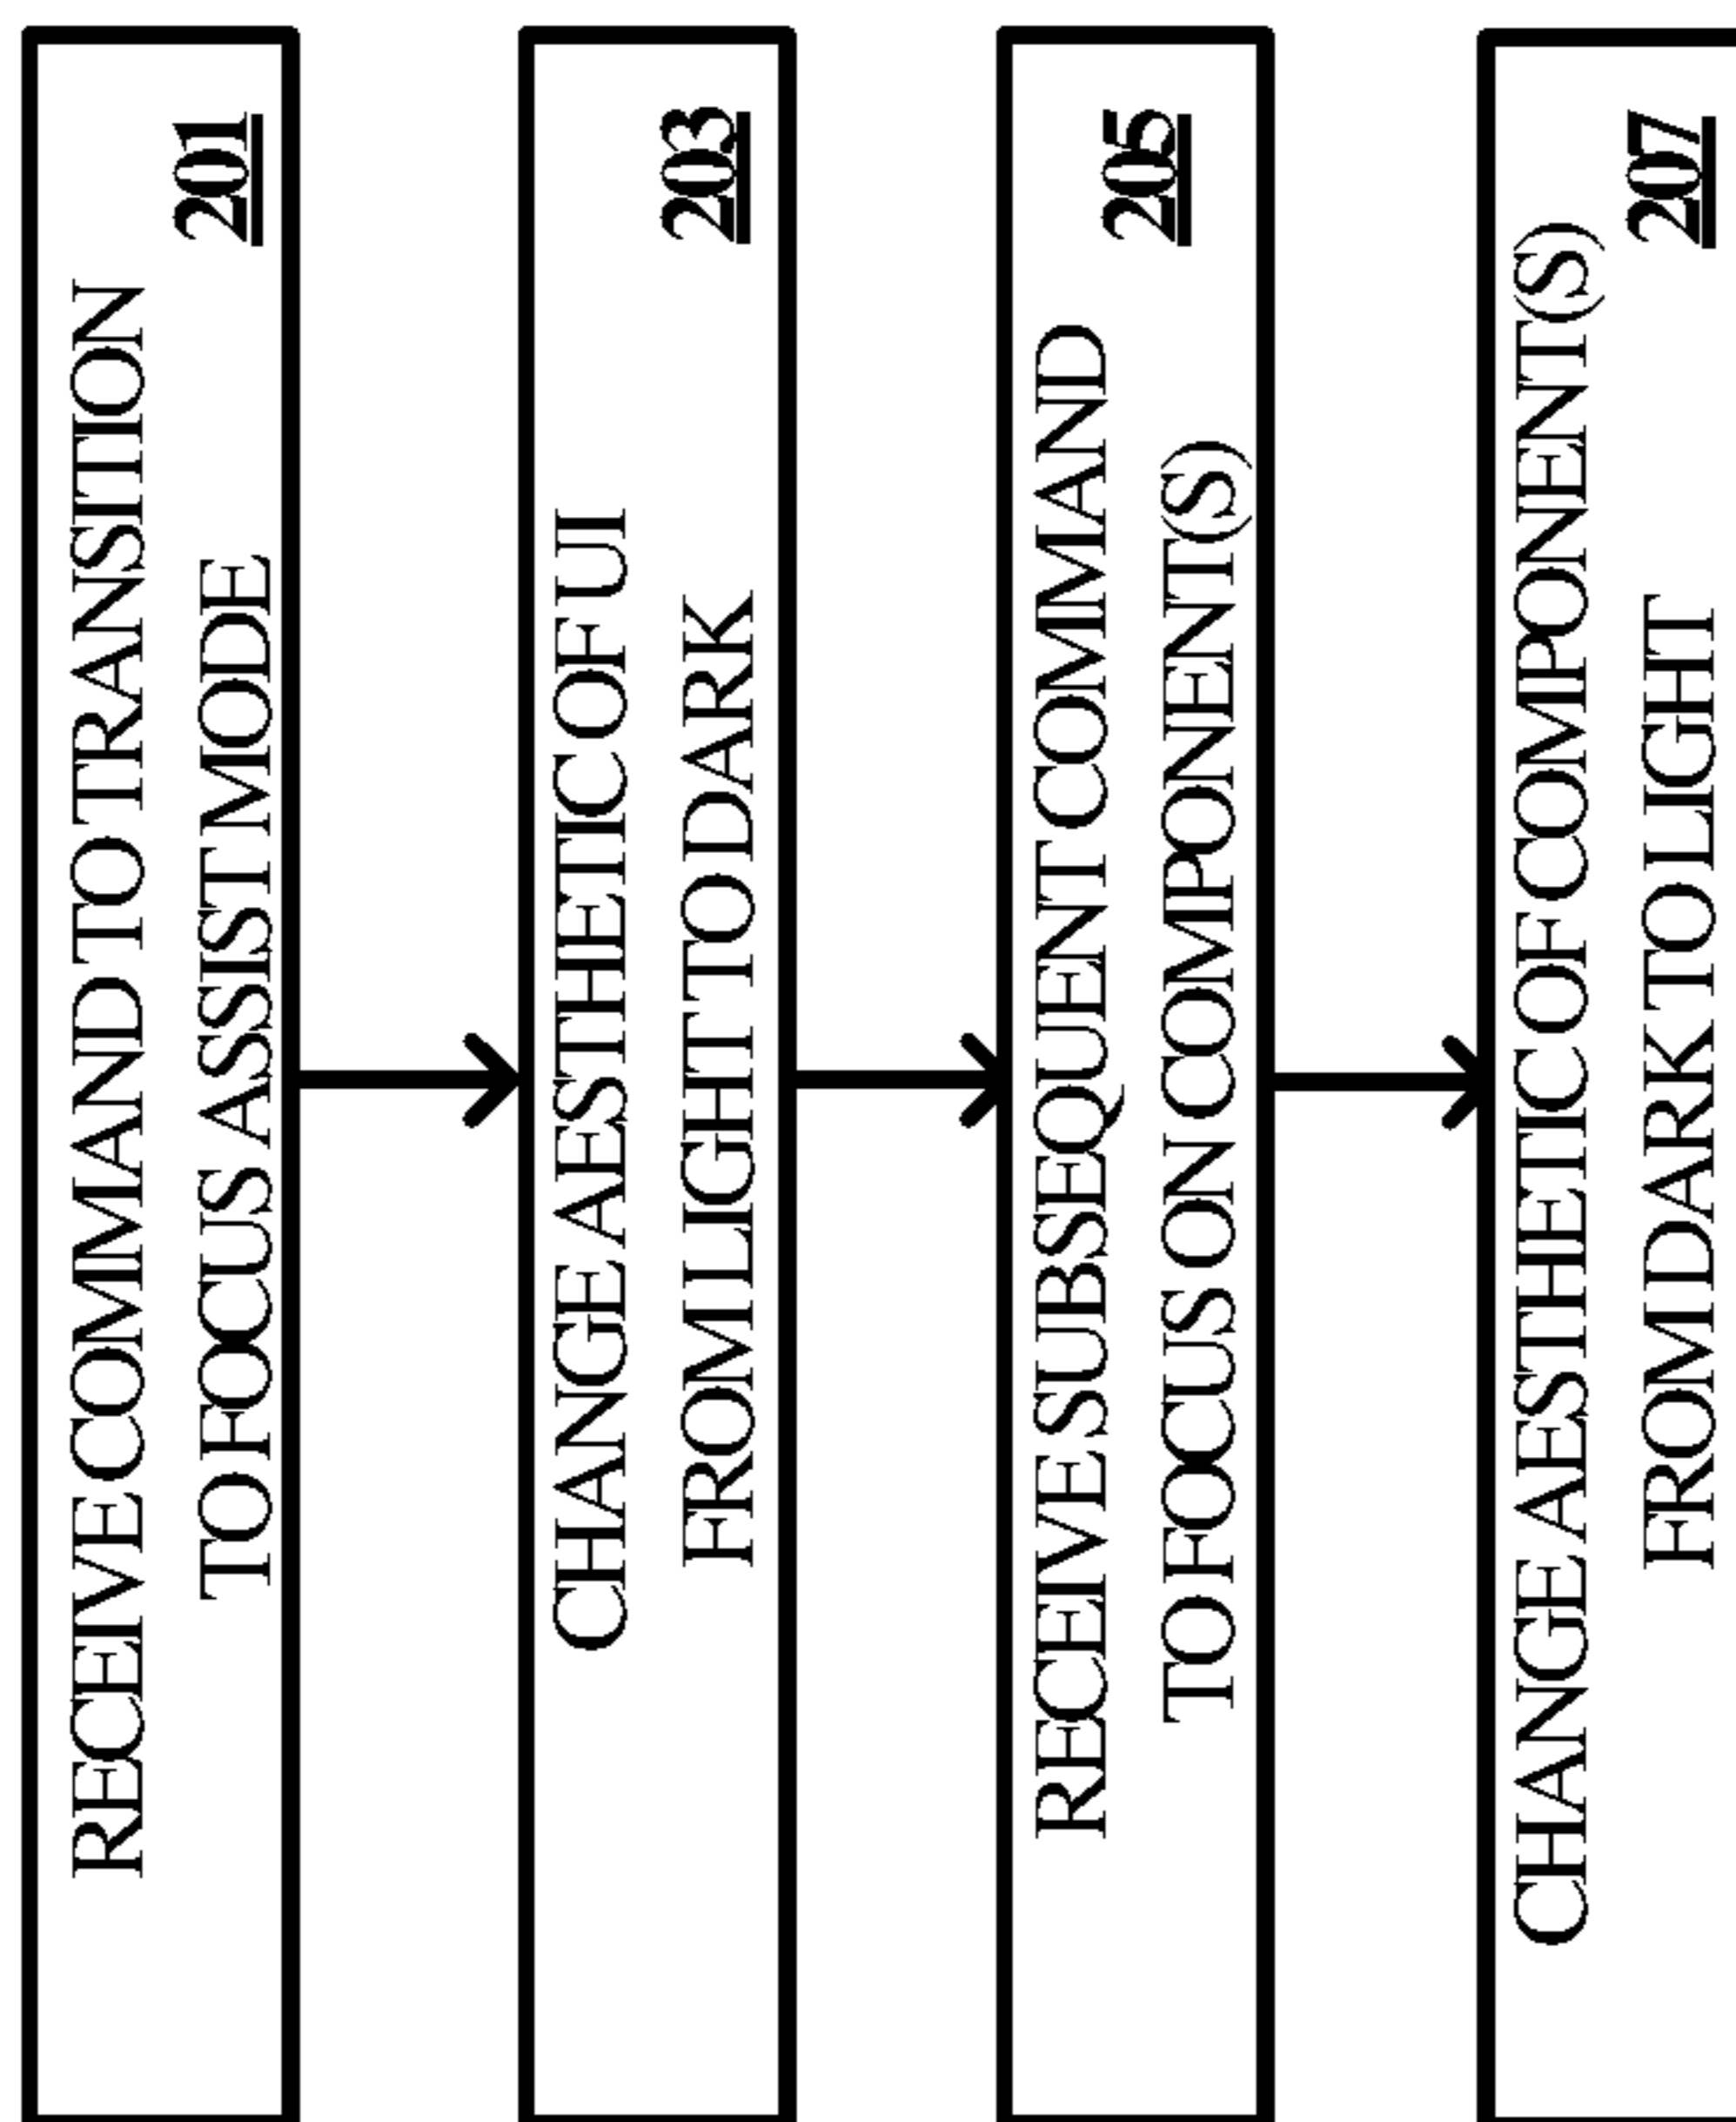 RECEIVE COMMAND TO TRANSITION
TO FOCUS ASSIST MODE
201
CHANGE AESTHETIC OF UI
FROM LIGHT TO DARK
203
RECEIVE SUBSEQUENT COMMAND
TO FOCUS ON COMPONENT(S)
205
CHANGE AESTHETIC OF COMPONENT(S)
FROM DARK TO LIGHT
207